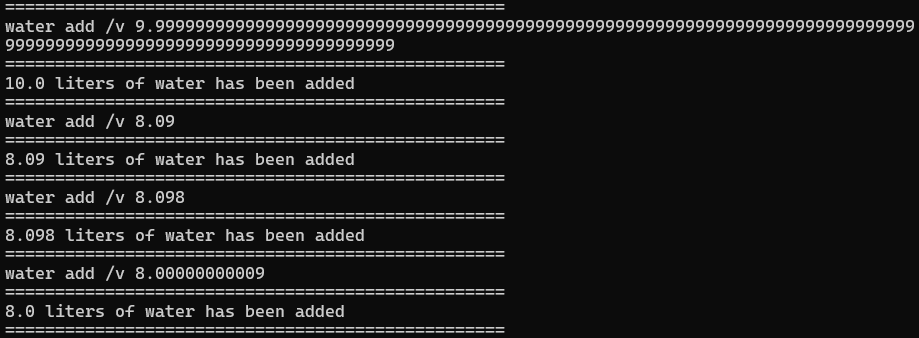 ==================================================
water add /v 9.9999999999999999999999999999999999999999999999999999999999999999999999999999
999999999999999999999999999999999999999
==================================================
10.0 liters of water has been added
==================================================
water add /v 8.09
==================================================
8.09 liters of water has been added
==================================================
water add /v 8.098
==================================================
8.098 liters of water has been added
==================================================
water add /v 8.00000000009
==================================================
8.0 liters of water has been added
==================================================